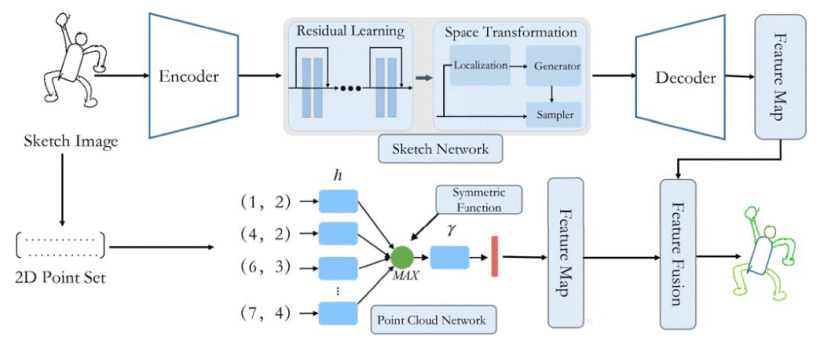 Residual Learning
Space Transformation
Encoder
Localization
Generator
Sampler
Decoder
Feature Map
Sketch Image
Sketch Network
h
(1, 2)
(4, 2)
(6, 3)
⋮
(7, 4)
Symmetric
Function
γ
MAX
Point Cloud Network
Feature Map
Feature Fusion
2D Point Set